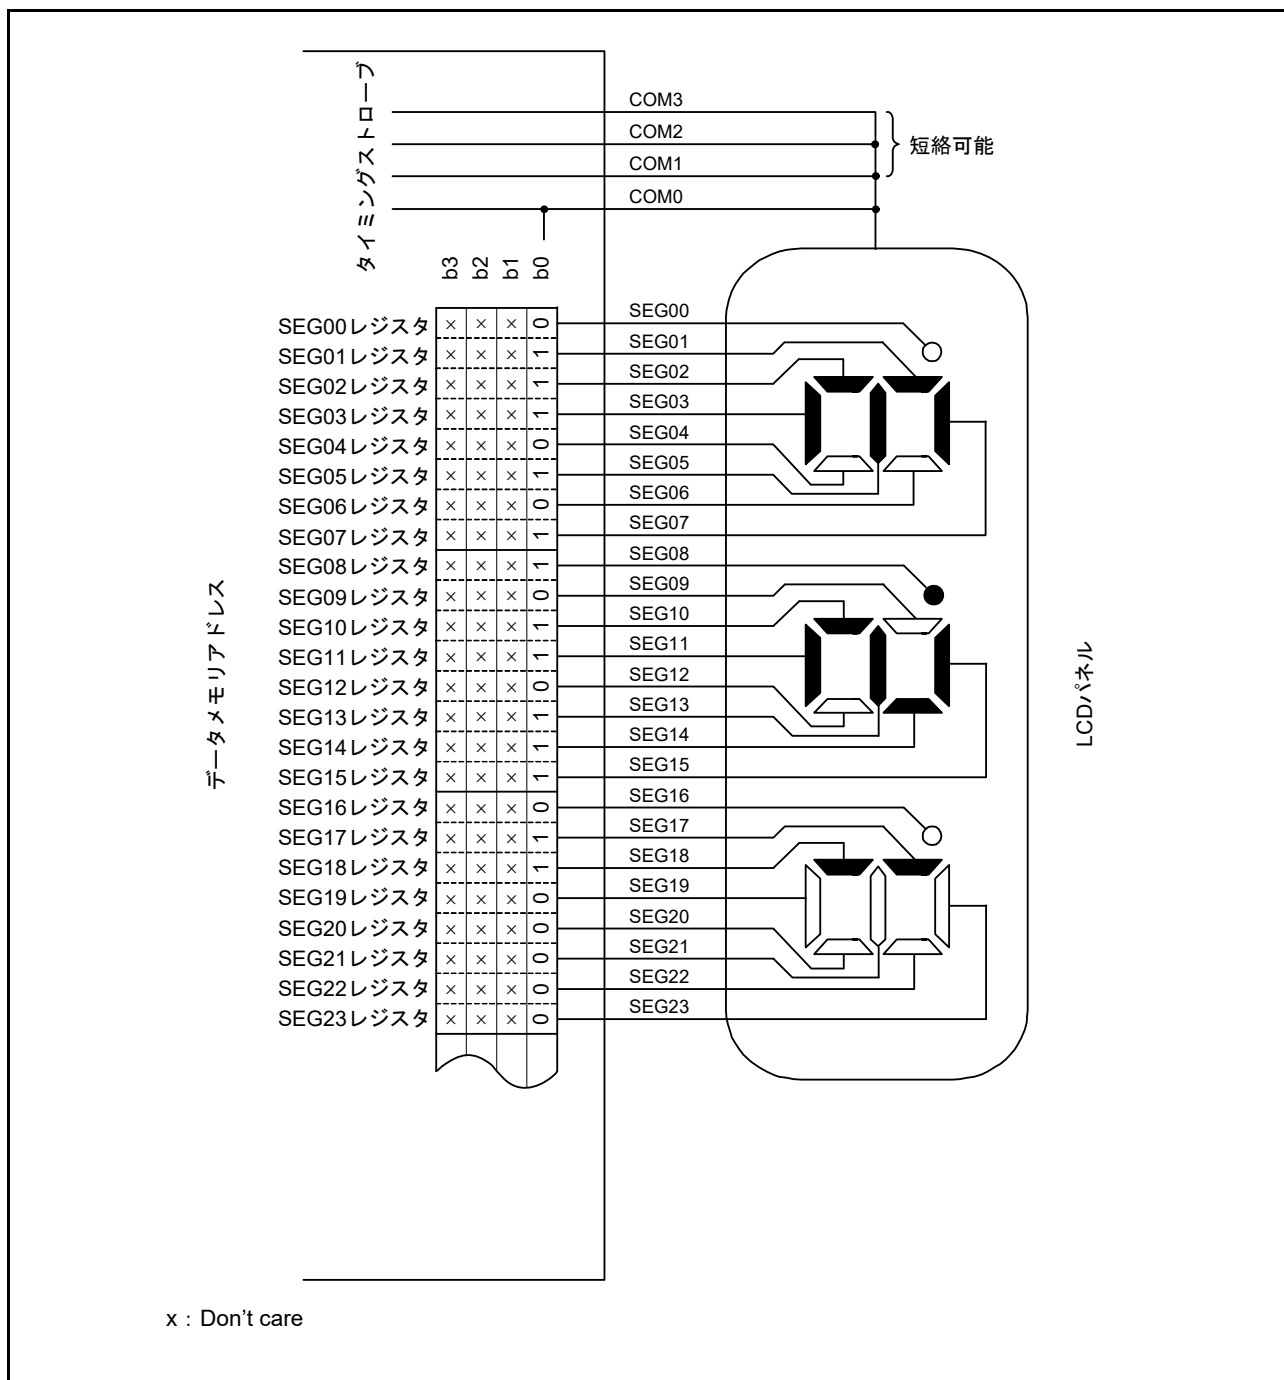 タイミングストローブ
COM3
COM2
COM1
COM0
短絡可能
b3 b2 b1 b0
データメモリアドレス
SEG00レジスタ × × × 0 SEG00
SEG01レジスタ × × × 1 SEG01
SEG02レジスタ × × × 1 SEG02
SEG03レジスタ × × × 1 SEG03
SEG04レジスタ × × × 0 SEG04
SEG05レジスタ × × × 1 SEG05
SEG06レジスタ × × × 0 SEG06
SEG07レジスタ × × × 1 SEG07
SEG08レジスタ × × × 1 SEG08
SEG09レジスタ × × × 0 SEG09
SEG10レジスタ × × × 1 SEG10
SEG11レジスタ × × × 1 SEG11
SEG12レジスタ × × × 0 SEG12
SEG13レジスタ × × × 1 SEG13
SEG14レジスタ × × × 1 SEG14
SEG15レジスタ × × × 1 SEG15
SEG16レジスタ × × × 0 SEG16
SEG17レジスタ × × × 1 SEG17
SEG18レジスタ × × × 1 SEG18
SEG19レジスタ × × × 0 SEG19
SEG20レジスタ × × × 0 SEG20
SEG21レジスタ × × × 0 SEG21
SEG22レジスタ × × × 0 SEG22
SEG23レジスタ × × × 0 SEG23
LCDパネル
x : Don't care